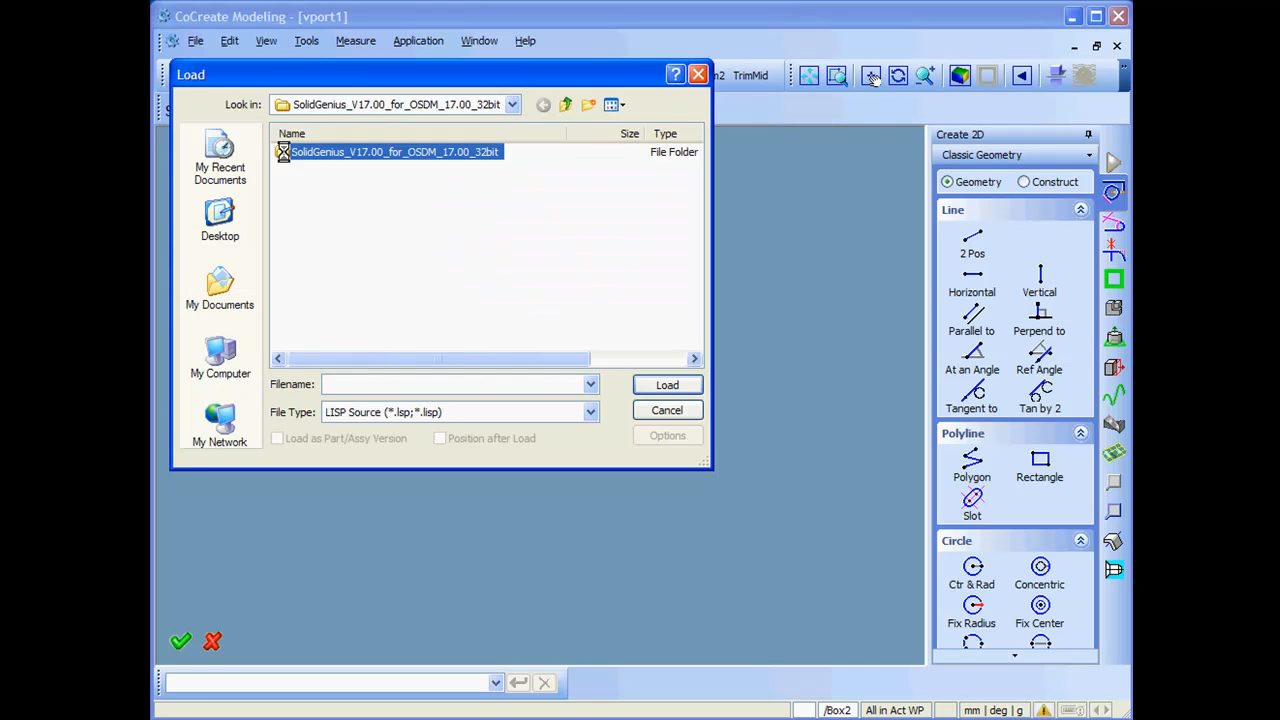 CoCreate Modeling - [vport1]
File Edit View Tools Measure Application Window Help
m2 TrimMid
Load
Look in: SolidGenius_V17.00_for_OSDM_17.00_32bit
Name Size Type
SolidGenius_V17.00_for_OSDM_17.00_32bit File Folder
My Recent
Documents
Desktop
My Documents
My Computer
My Network
Filename: Load
File Type: LISP Source (*.lsp;*.lisp) Cancel
Load as Part/Assy Version Position after Load Options
Create 2D
Classic Geometry
Geometry Construct
Line
2 Pos
Horizontal Vertical
Parallel to Perpend to
At an Angle Ref Angle
Tangent to Tan by 2
Polyline
Polygon Rectangle
Slot
Circle
Ctr & Rad Concentric
Fix Radius Fix Center
/Box2 All in Act WP mm | deg | g